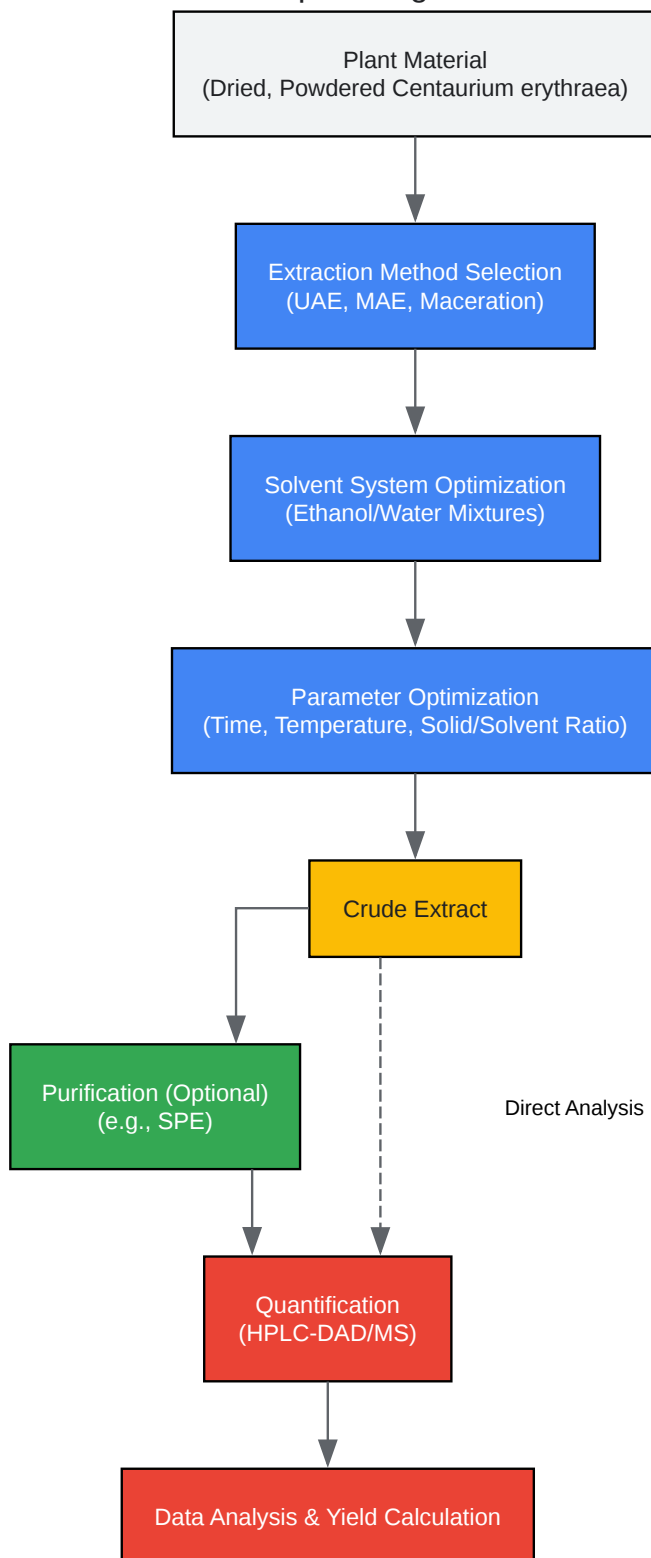 Plant Material
(Dried, Powdered Centaurium erythraea)
Extraction Method Selection
(UAE, MAE, Maceration)
Solvent System Optimization
(Ethanol/Water Mixtures)
Parameter Optimization
(Time, Temperature, Solid/Solvent Ratio)
Crude Extract
Purification (Optional)
(e.g., SPE)
Direct Analysis
Quantification
(HPLC-DAD/MS)
Data Analysis & Yield Calculation